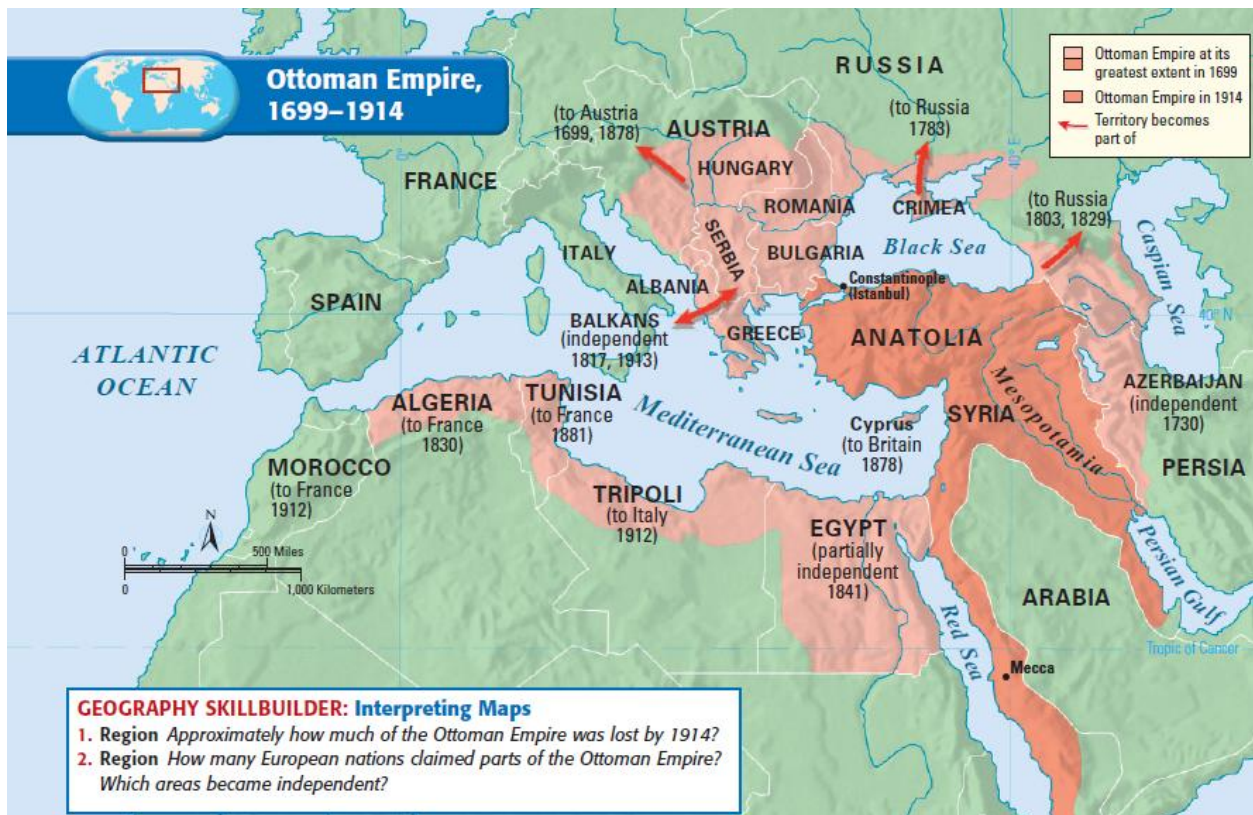 Ottoman Empire,
1699–1914
Ottoman Empire at its
greatest extent in 1699
Ottoman Empire in 1914
Territory becomes
part of
RUSSIA
(to Russia
1783)
(to Austria
1699, 1878)
AUSTRIA
HUNGARY
FRANCE
ROMANIA
CRIMEA
(to Russia
1803, 1829)
0°
40°E
SERBIA
BULGARIA
Black Sea
Caspian Sea
ITALY
ALBANIA
Constantinople
(Istanbul)
SPAIN
BALKANS
(independent
1817, 1913)
GREECE
ANATOLIA
40°N
ATLANTIC
OCEAN
ALGERIA
(to France
1830)
TUNISIA
(to France
1881)
Mediterranean Sea
Cyprus
(to Britain
1878)
SYRIA
Mesopotamia
AZERBAIJAN
(independent
1730)
PERSIA
MOROCCO
(to France
1912)
TRIPOLI
(to Italy
1912)
EGYPT
(partially
independent
1841)
ARABIA
Persian Gulf
Red Sea
Tropic of Cancer
Mecca
N
0
500 Miles
0
1,000 Kilometers
GEOGRAPHY SKILLBUILDER: Interpreting Maps
1. Region Approximately how much of the Ottoman Empire was lost by 1914?
2. Region How many European nations claimed parts of the Ottoman Empire?
Which areas became independent?